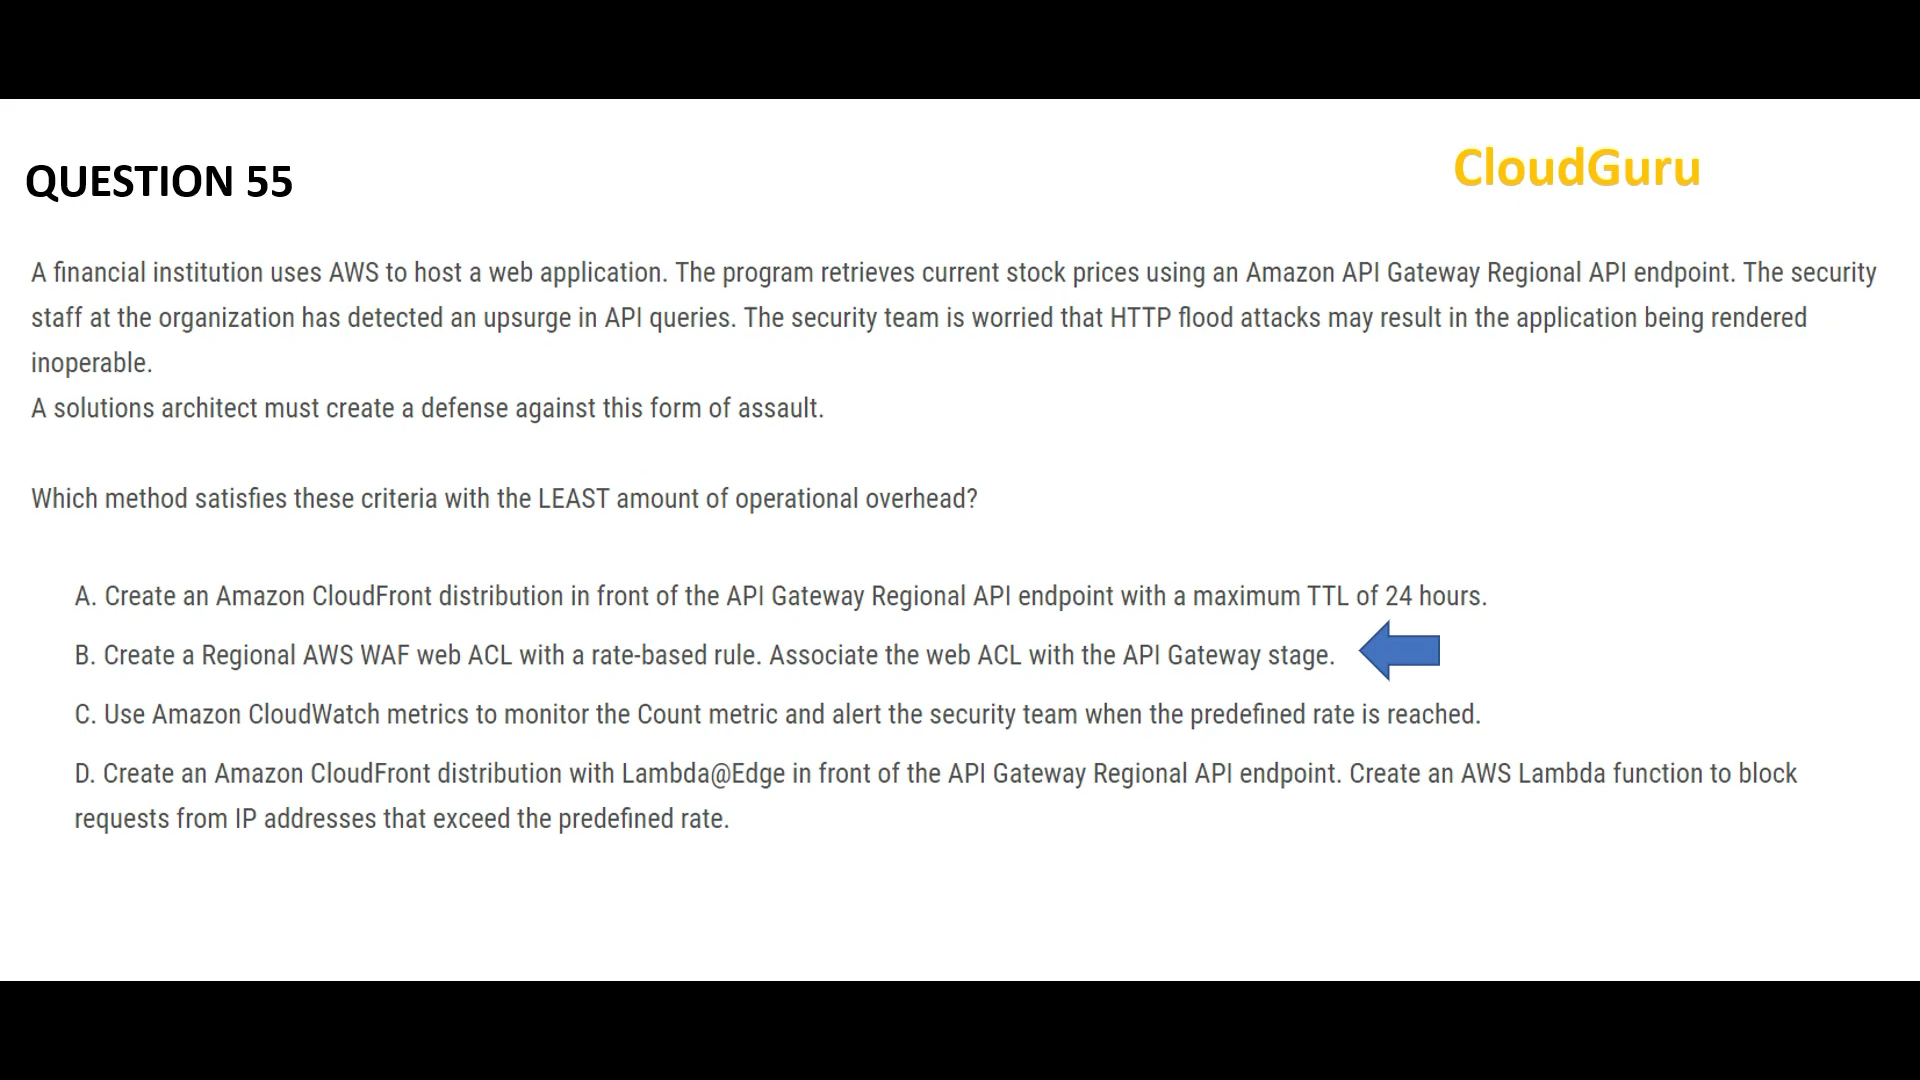 QUESTION 55
CloudGuru
A financial institution uses AWS to host a web application. The program retrieves current stock prices using an Amazon API Gateway Regional API endpoint. The security
staff at the organization has detected an upsurge in API queries. The security team is worried that HTTP flood attacks may result in the application being rendered
inoperable.
A solutions architect must create a defense against this form of assault.
Which method satisfies these criteria with the LEAST amount of operational overhead?
A. Create an Amazon CloudFront distribution in front of the API Gateway Regional API endpoint with a maximum TTL of 24 hours.
B. Create a Regional AWS WAF web ACL with a rate-based rule. Associate the web ACL with the API Gateway stage.
C. Use Amazon CloudWatch metrics to monitor the Count metric and alert the security team when the predefined rate is reached.
D. Create an Amazon CloudFront distribution with Lambda@Edge in front of the API Gateway Regional API endpoint. Create an AWS Lambda function to block
requests from IP addresses that exceed the predefined rate.